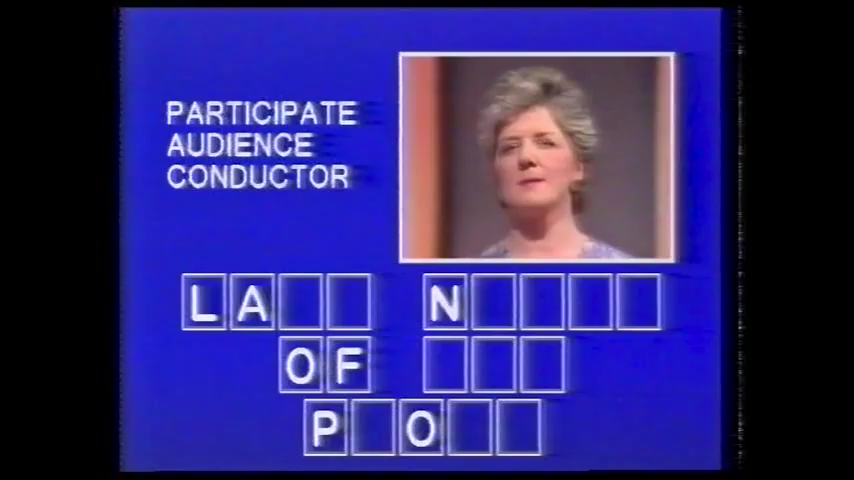 PARTICIPATE
AUDIENCE
CONDUCTOR
LA N
OF
P O